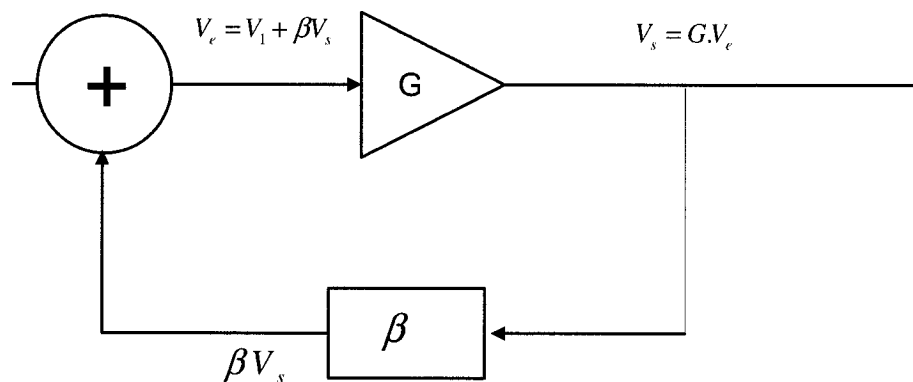 V_e = V_1 + βV_s
V_s = G.V_e
+
G
β
βV_s